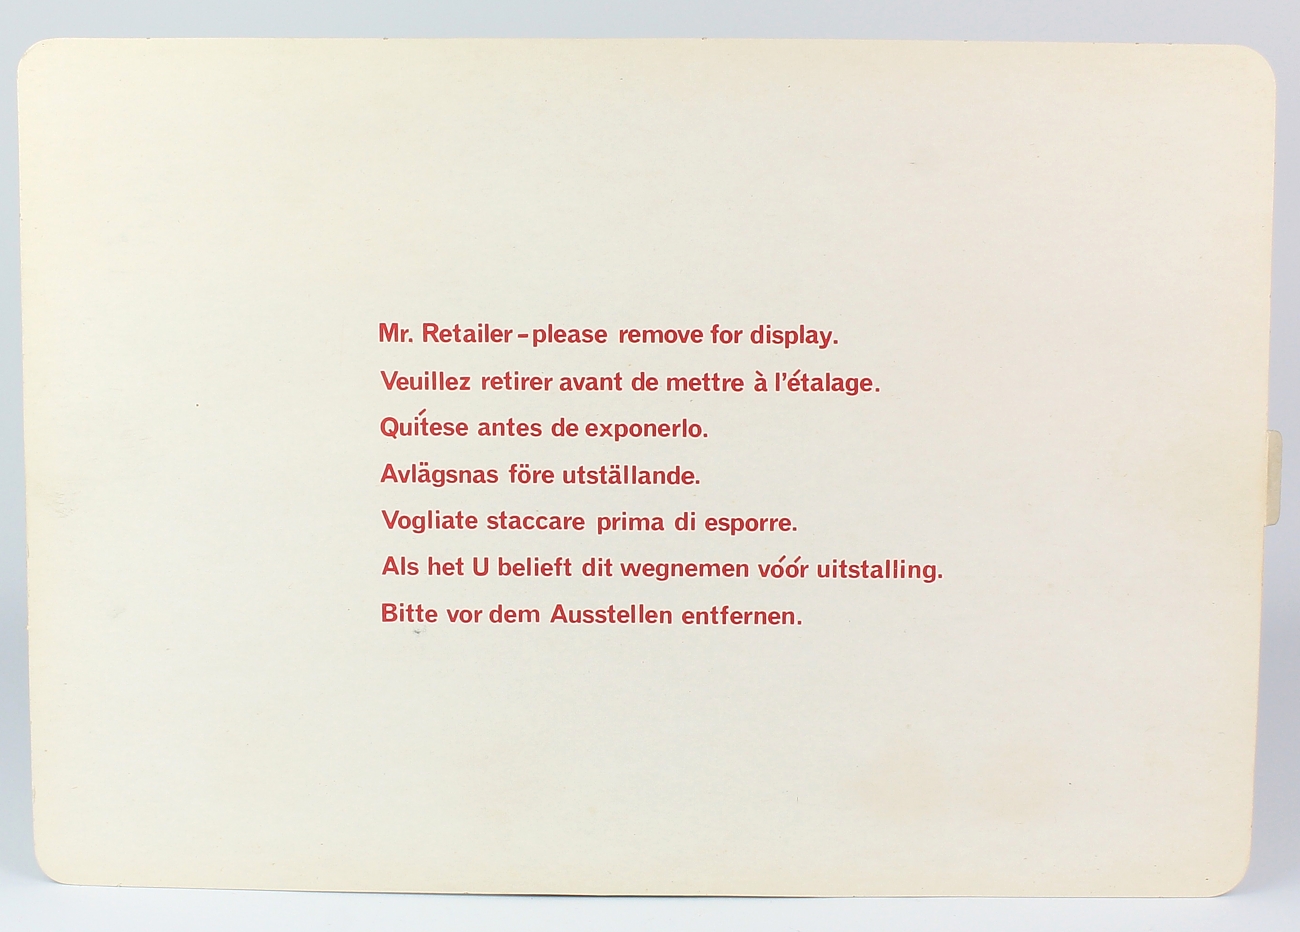 Mr. Retailer – please remove for display.
Veuillez retirer avant de mettre à l'étalage.
Quítese antes de exponerlo.
Avlägsnas före utställande.
Vogliate staccare prima di esporre.
Als het U belieft dit wegnemen vóór uitstalling.
Bitte vor dem Ausstellen entfernen.